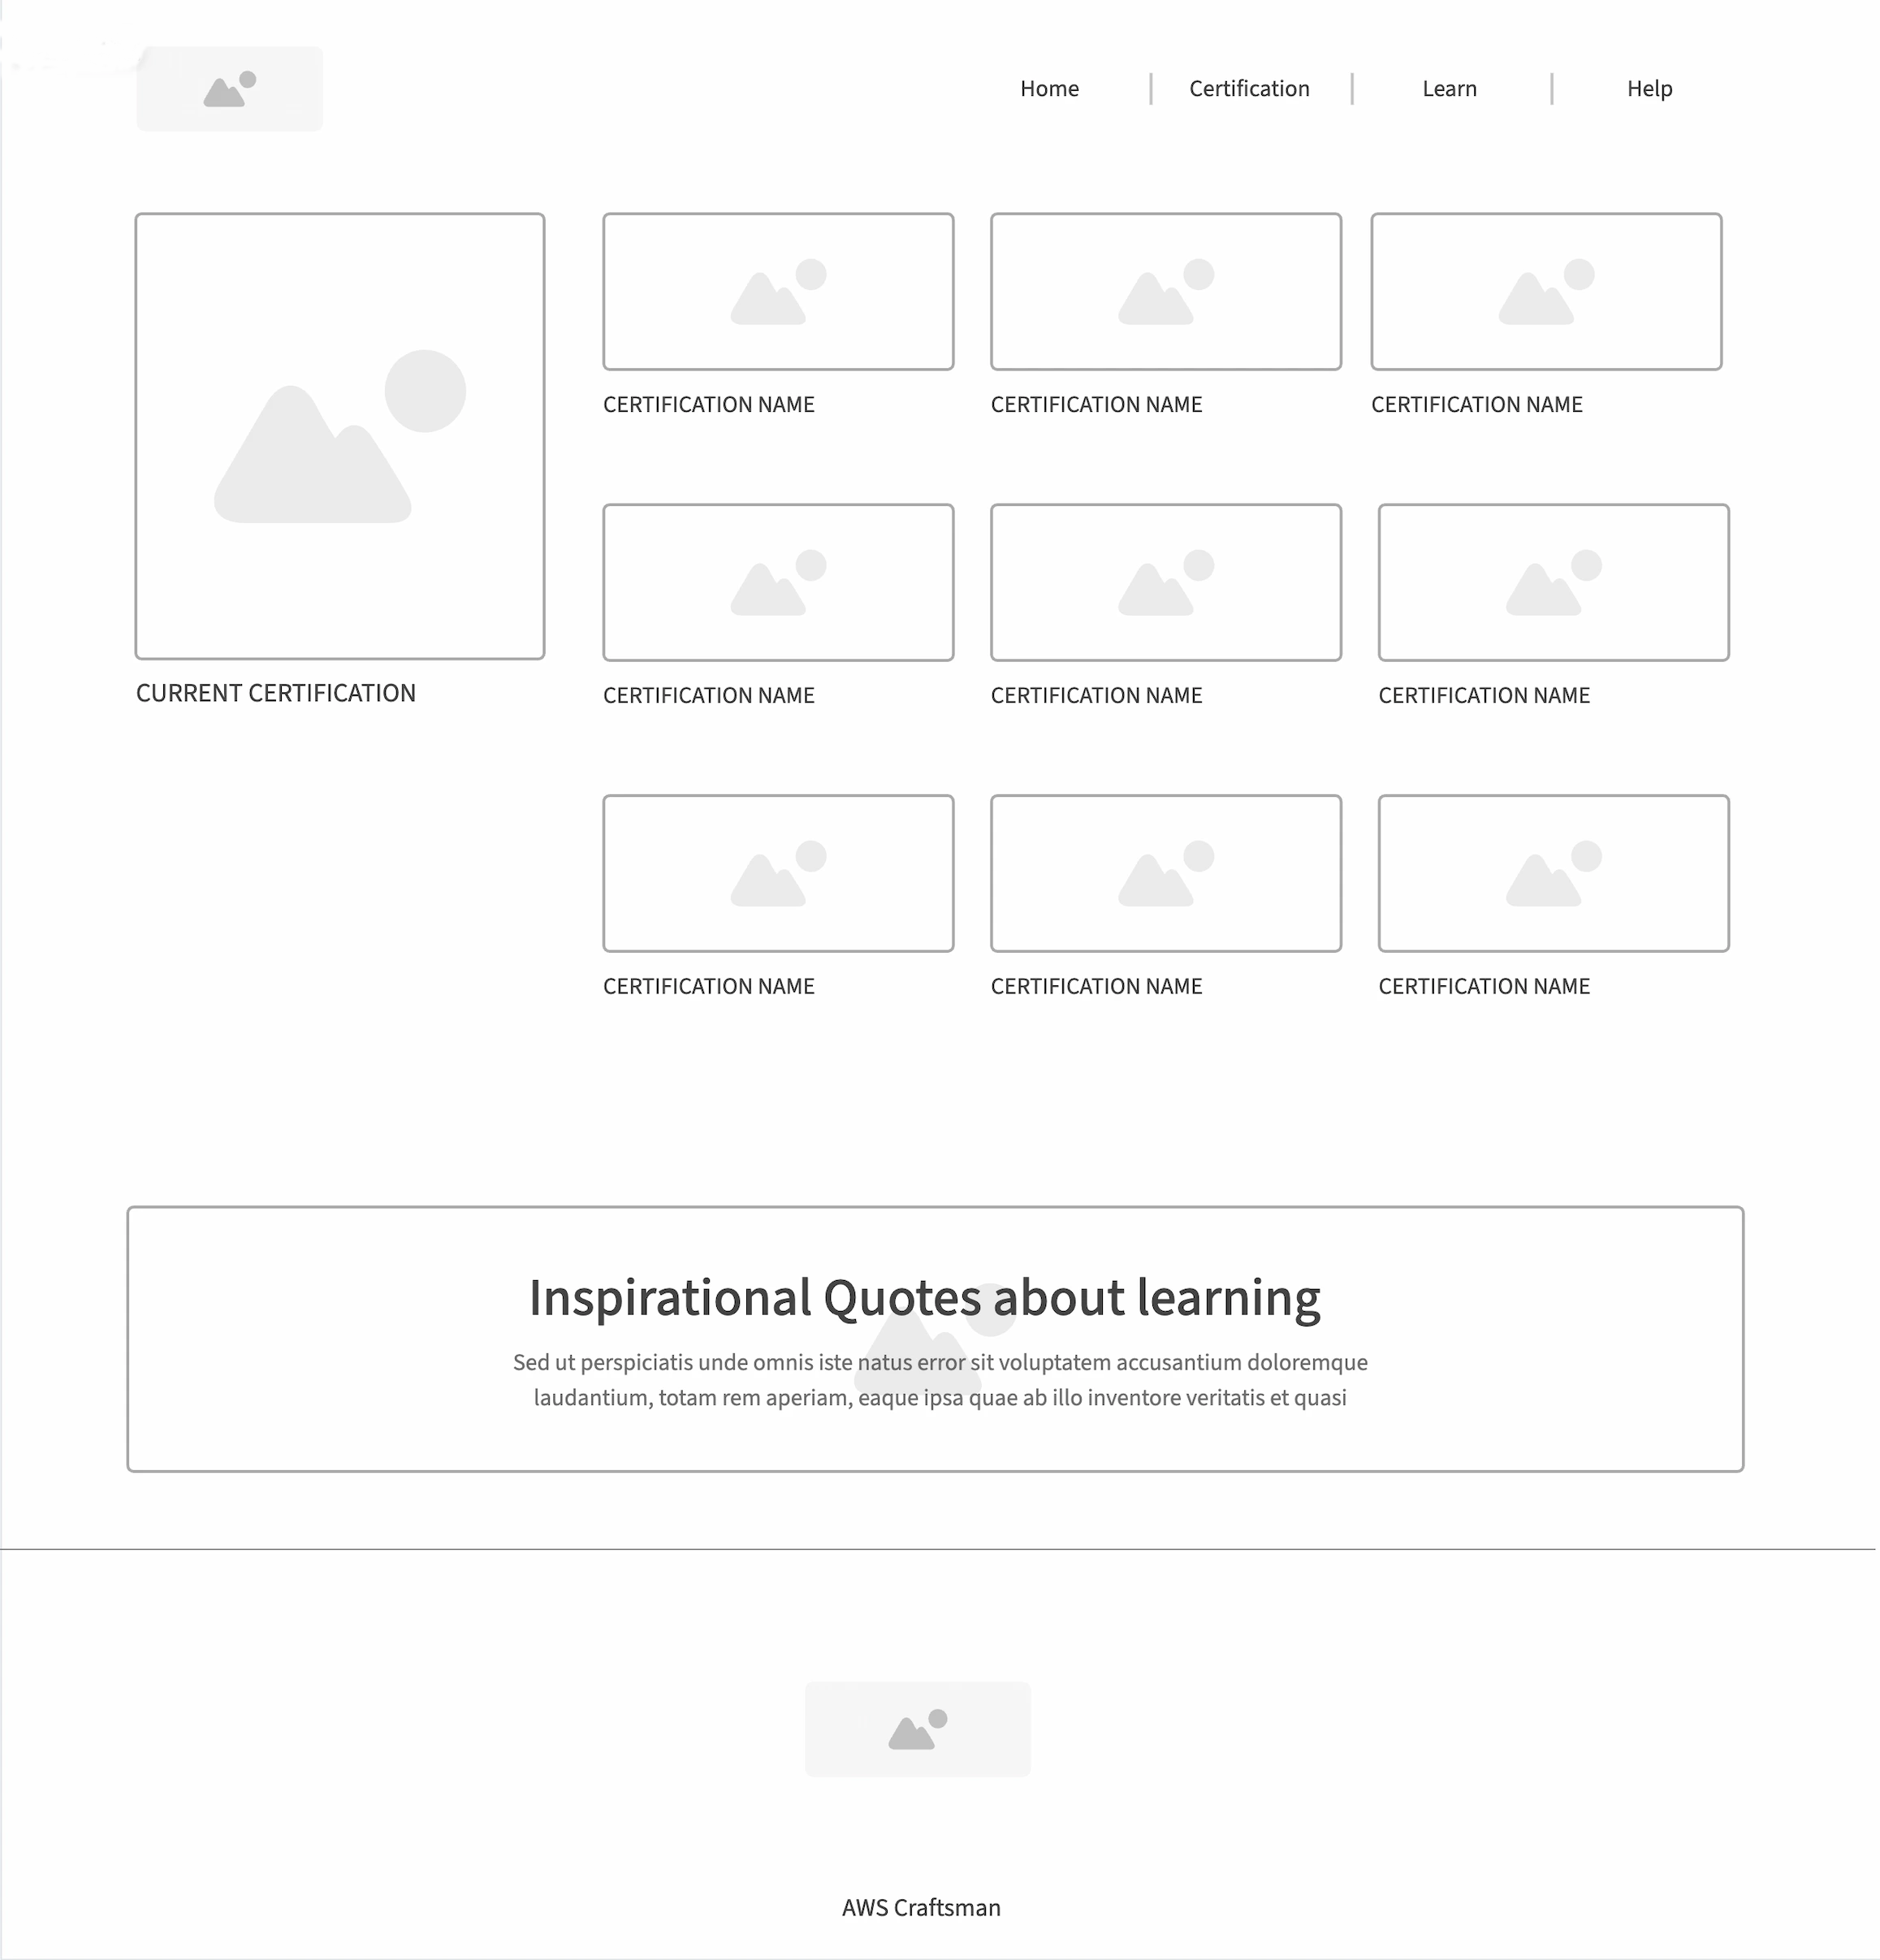 Home
Certification
Learn
Help
CERTIFICATION NAME
CERTIFICATION NAME
CERTIFICATION NAME
CURRENT CERTIFICATION
CERTIFICATION NAME
CERTIFICATION NAME
CERTIFICATION NAME
CERTIFICATION NAME
CERTIFICATION NAME
CERTIFICATION NAME
Inspirational Quotes about learning
Sed ut perspiciatis unde omnis iste natus error sit voluptatem accusantium doloremque
laudantium, totam rem aperiam, eaque ipsa quae ab illo inventore veritatis et quasi
AWS Craftsman